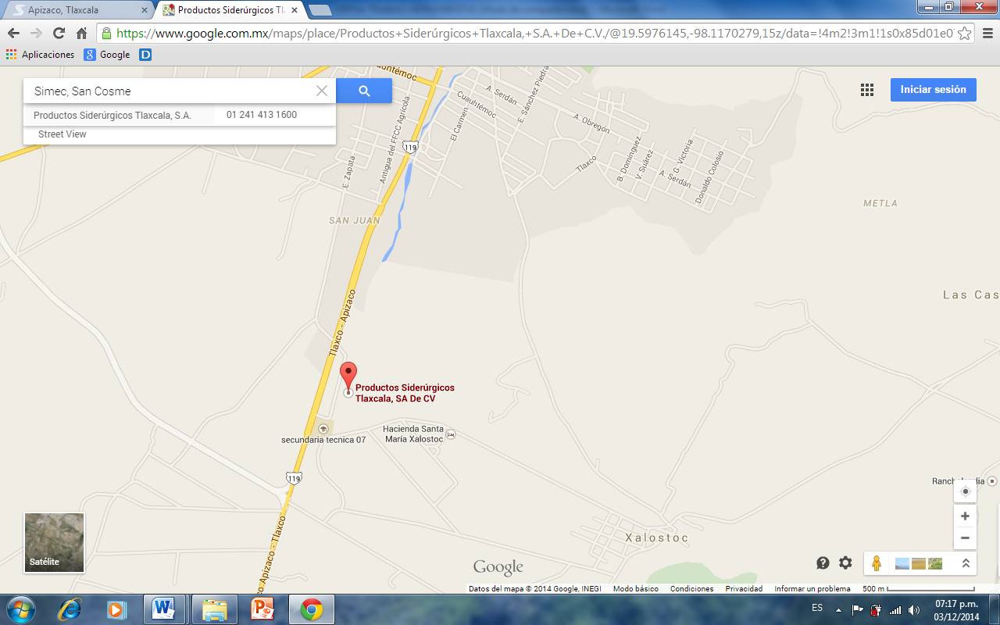 Apizaco, Tlaxcala
Productos Siderúrgicos Tl
https://www.google.com.mx/maps/place/Productos+Siderúrgicos+Tlaxcala,+S.A.+De+C.V./@19.5976145,-98.1170279,15z/data=!4m2!3m1!1s0x85d01e0
Aplicaciones
Google
Simec, San Cosme
Iniciar sesión
Productos Siderúrgicos Tlaxcala, S.A.
01 241 413 1600
Street View
uhtémoc
Cuauhtémoc
A. Serdán
E. Sánchez Piedra
A. Obregón
El Carmen
Antigua del FFCC Agrícola
119
E. Zapata
Tlaxco
B. Domínguez
V. Suárez
G. Victoria
A. Serdán
Donaldo Colosio
METLA
SAN JUAN
Las Cas
Tlaxco - Apizaco
Productos Siderúrgicos
Tlaxcala, SA De CV
Hacienda Santa
María Xalostoc
secundaria tecnica 07
119
Apizaco - Tlaxco
Xalostoc
Satélite
Google
Datos del mapa © 2014 Google, INEGI
Modo básico
Condiciones
Privacidad
Informar un problema
500 m
ES
07:17 p.m.
03/12/2014